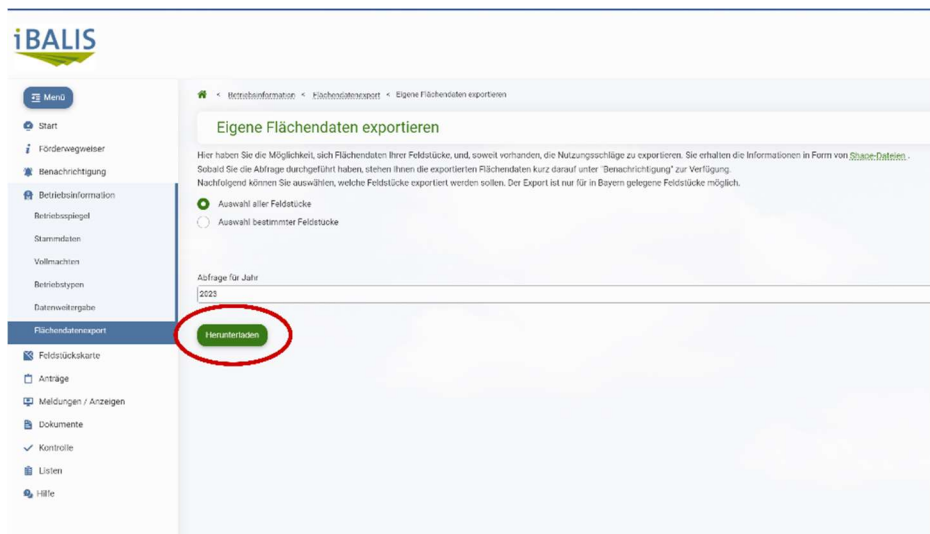 iBALIS
Menü
Start
Förderwegweiser
Benachrichtigung
Betriebsinformation
Betriebsspiegel
Stammdaten
Vollmachten
Betriebstypen
Datenweitergabe
Flächendatenexport
Feldstückskarte
Anträge
Meldungen / Anzeigen
Dokumente
Kontrolle
Listen
Hilfe
< Betriebsinformation < Flächendatenexport < Eigene Flächendaten exportieren
Eigene Flächendaten exportieren
Hier haben Sie die Möglichkeit, sich Flächendaten Ihrer Feldstücke, und, soweit vorhanden, die Nutzungsschläge zu exportieren. Sie erhalten die Informationen in Form von Shape-Dateien .
Sobald Sie die Abfrage durchgeführt haben, stehen Ihnen die exportierten Flächendaten kurz darauf unter "Benachrichtigung" zur Verfügung.
Nachfolgend können Sie auswählen, welche Feldstücke exportiert werden sollen. Der Export ist nur für in Bayern gelegene Feldstücke möglich.
Auswahl aller Feldstücke
Auswahl bestimmter Feldstücke
Abfrage für Jahr
2023
Herunterladen